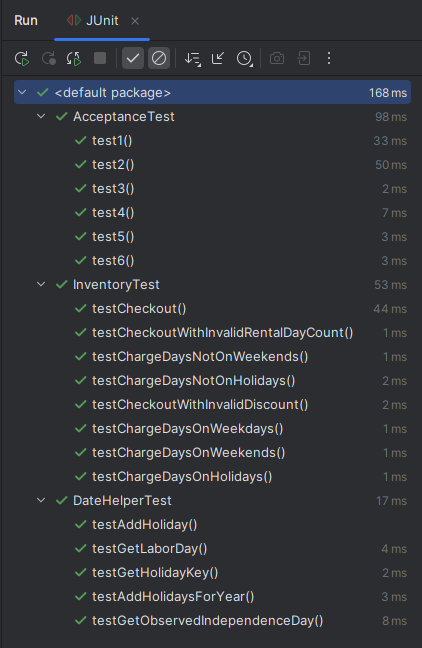 Run JUnit
<default package> 168 ms
AcceptanceTest 98 ms
test1() 33 ms
test2() 50 ms
test3() 2 ms
test4() 7 ms
test5() 3 ms
test6() 3 ms
InventoryTest 53 ms
testCheckout() 44 ms
testCheckoutWithInvalidRentalDayCount() 1 ms
testChargeDaysNotOnWeekends() 1 ms
testChargeDaysNotOnHolidays() 2 ms
testCheckoutWithInvalidDiscount() 2 ms
testChargeDaysOnWeekdays() 1 ms
testChargeDaysOnWeekends() 1 ms
testChargeDaysOnHolidays() 1 ms
DateHelperTest 17 ms
testAddHoliday()
testGetLaborDay() 4 ms
testGetHolidayKey() 2 ms
testAddHolidaysForYear() 3 ms
testGetObservedIndependenceDay() 8 ms